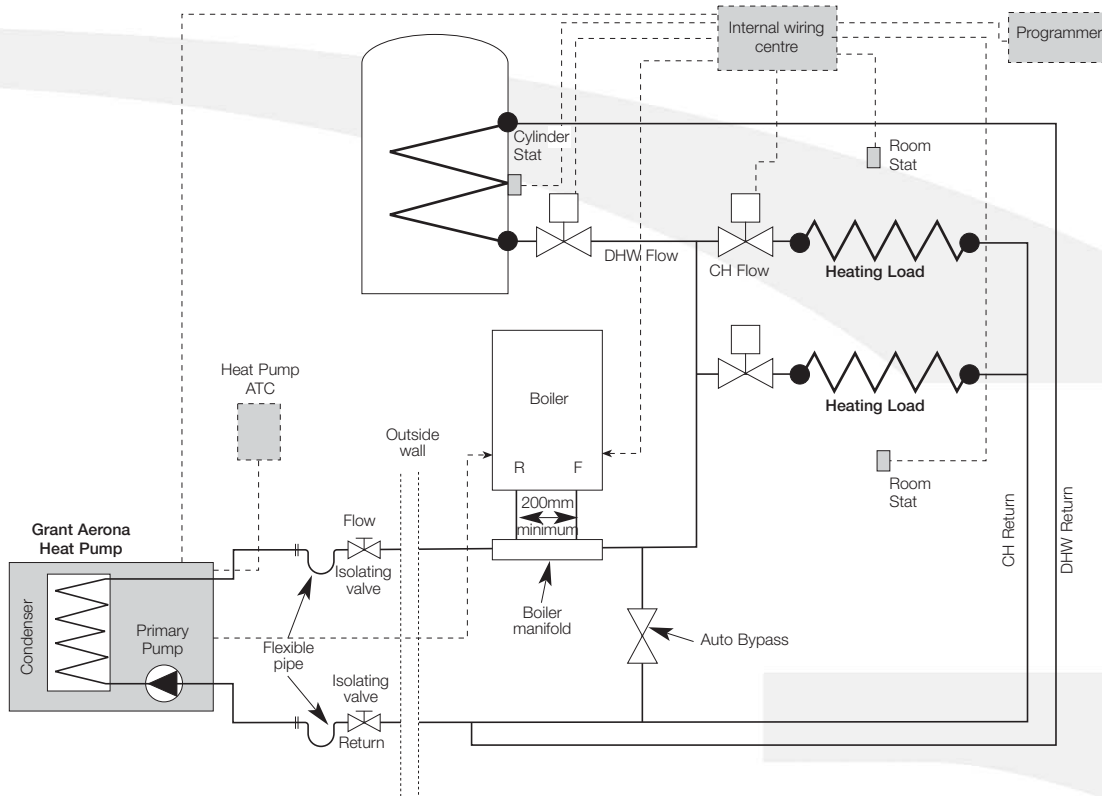 Internal wiring
centre
Programmer
Cylinder
Stat
Room
Stat
DHW Flow
CH Flow
Heating Load
Heat Pump
ATC
Boiler
Heating Load
Outside
wall
R F
Room
Stat
200mm
minimum
Grant Aerona
Heat Pump
Flow
Isolating
valve
CH Return
DHW Return
Condenser
Primary
Pump
Boiler
manifold
Auto Bypass
Flexible
pipe
Isolating
valve
Return